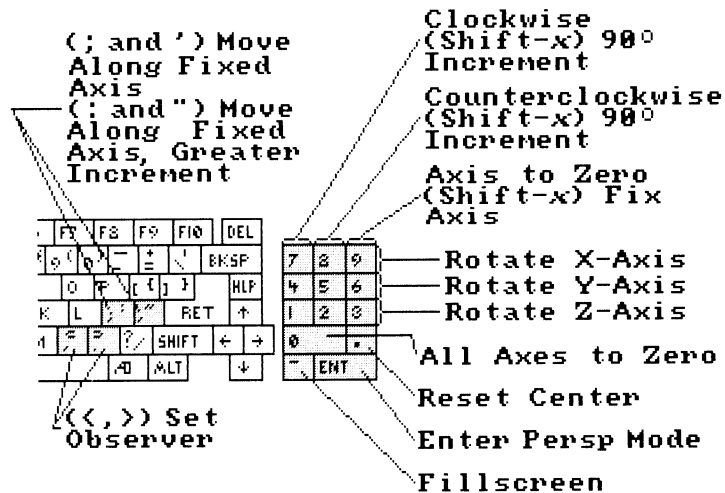 (; and ') Move
Along Fixed
Axis
(: and ") Move
Along Fixed
Axis, Greater
Increment
Clockwise
(Shift-x) 90°
Increment
Counterclockwise
(Shift-x) 90°
Increment
Axis to Zero
(Shift-x) Fix
Axis
F7 F8 F9 F10 DEL
9 ( 0 ) _ - ± \ | BKSP
O P [ { ] } HLP
K L ; : ' " RET ↑
M ? / SHIFT ← →
ALT ↓
7 8 9
4 5 6
1 2 3
0 .
- ENT
Rotate X-Axis
Rotate Y-Axis
Rotate Z-Axis
All Axes to Zero
Reset Center
Enter Persp Mode
Fillscreen
(<,>) Set
Observer